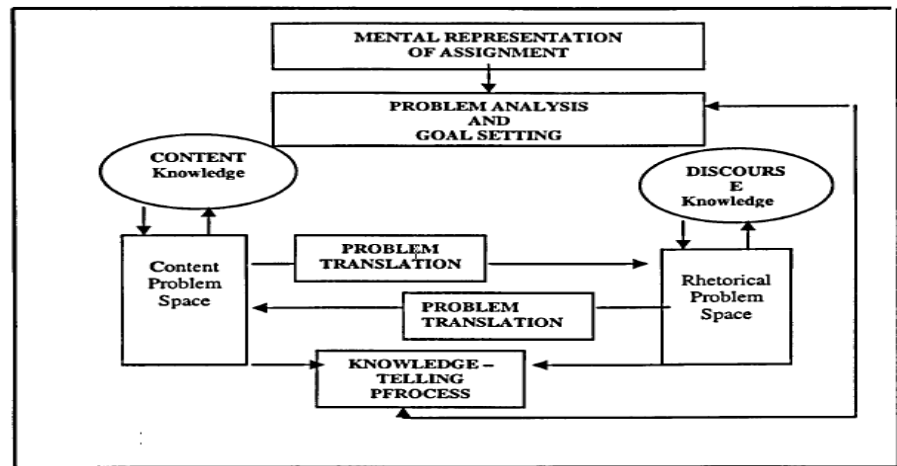 MENTAL REPRESENTATION
OF ASSIGNMENT
PROBLEM ANALYSIS
AND
GOAL SETTING
CONTENT
Knowledge
DISCOURS
E
Knowledge
Content
Problem
Space
PROBLEM
TRANSLATION
Rhetorical
Problem
Space
PROBLEM
TRANSLATION
KNOWLEDGE –
TELLING
PFROCESS